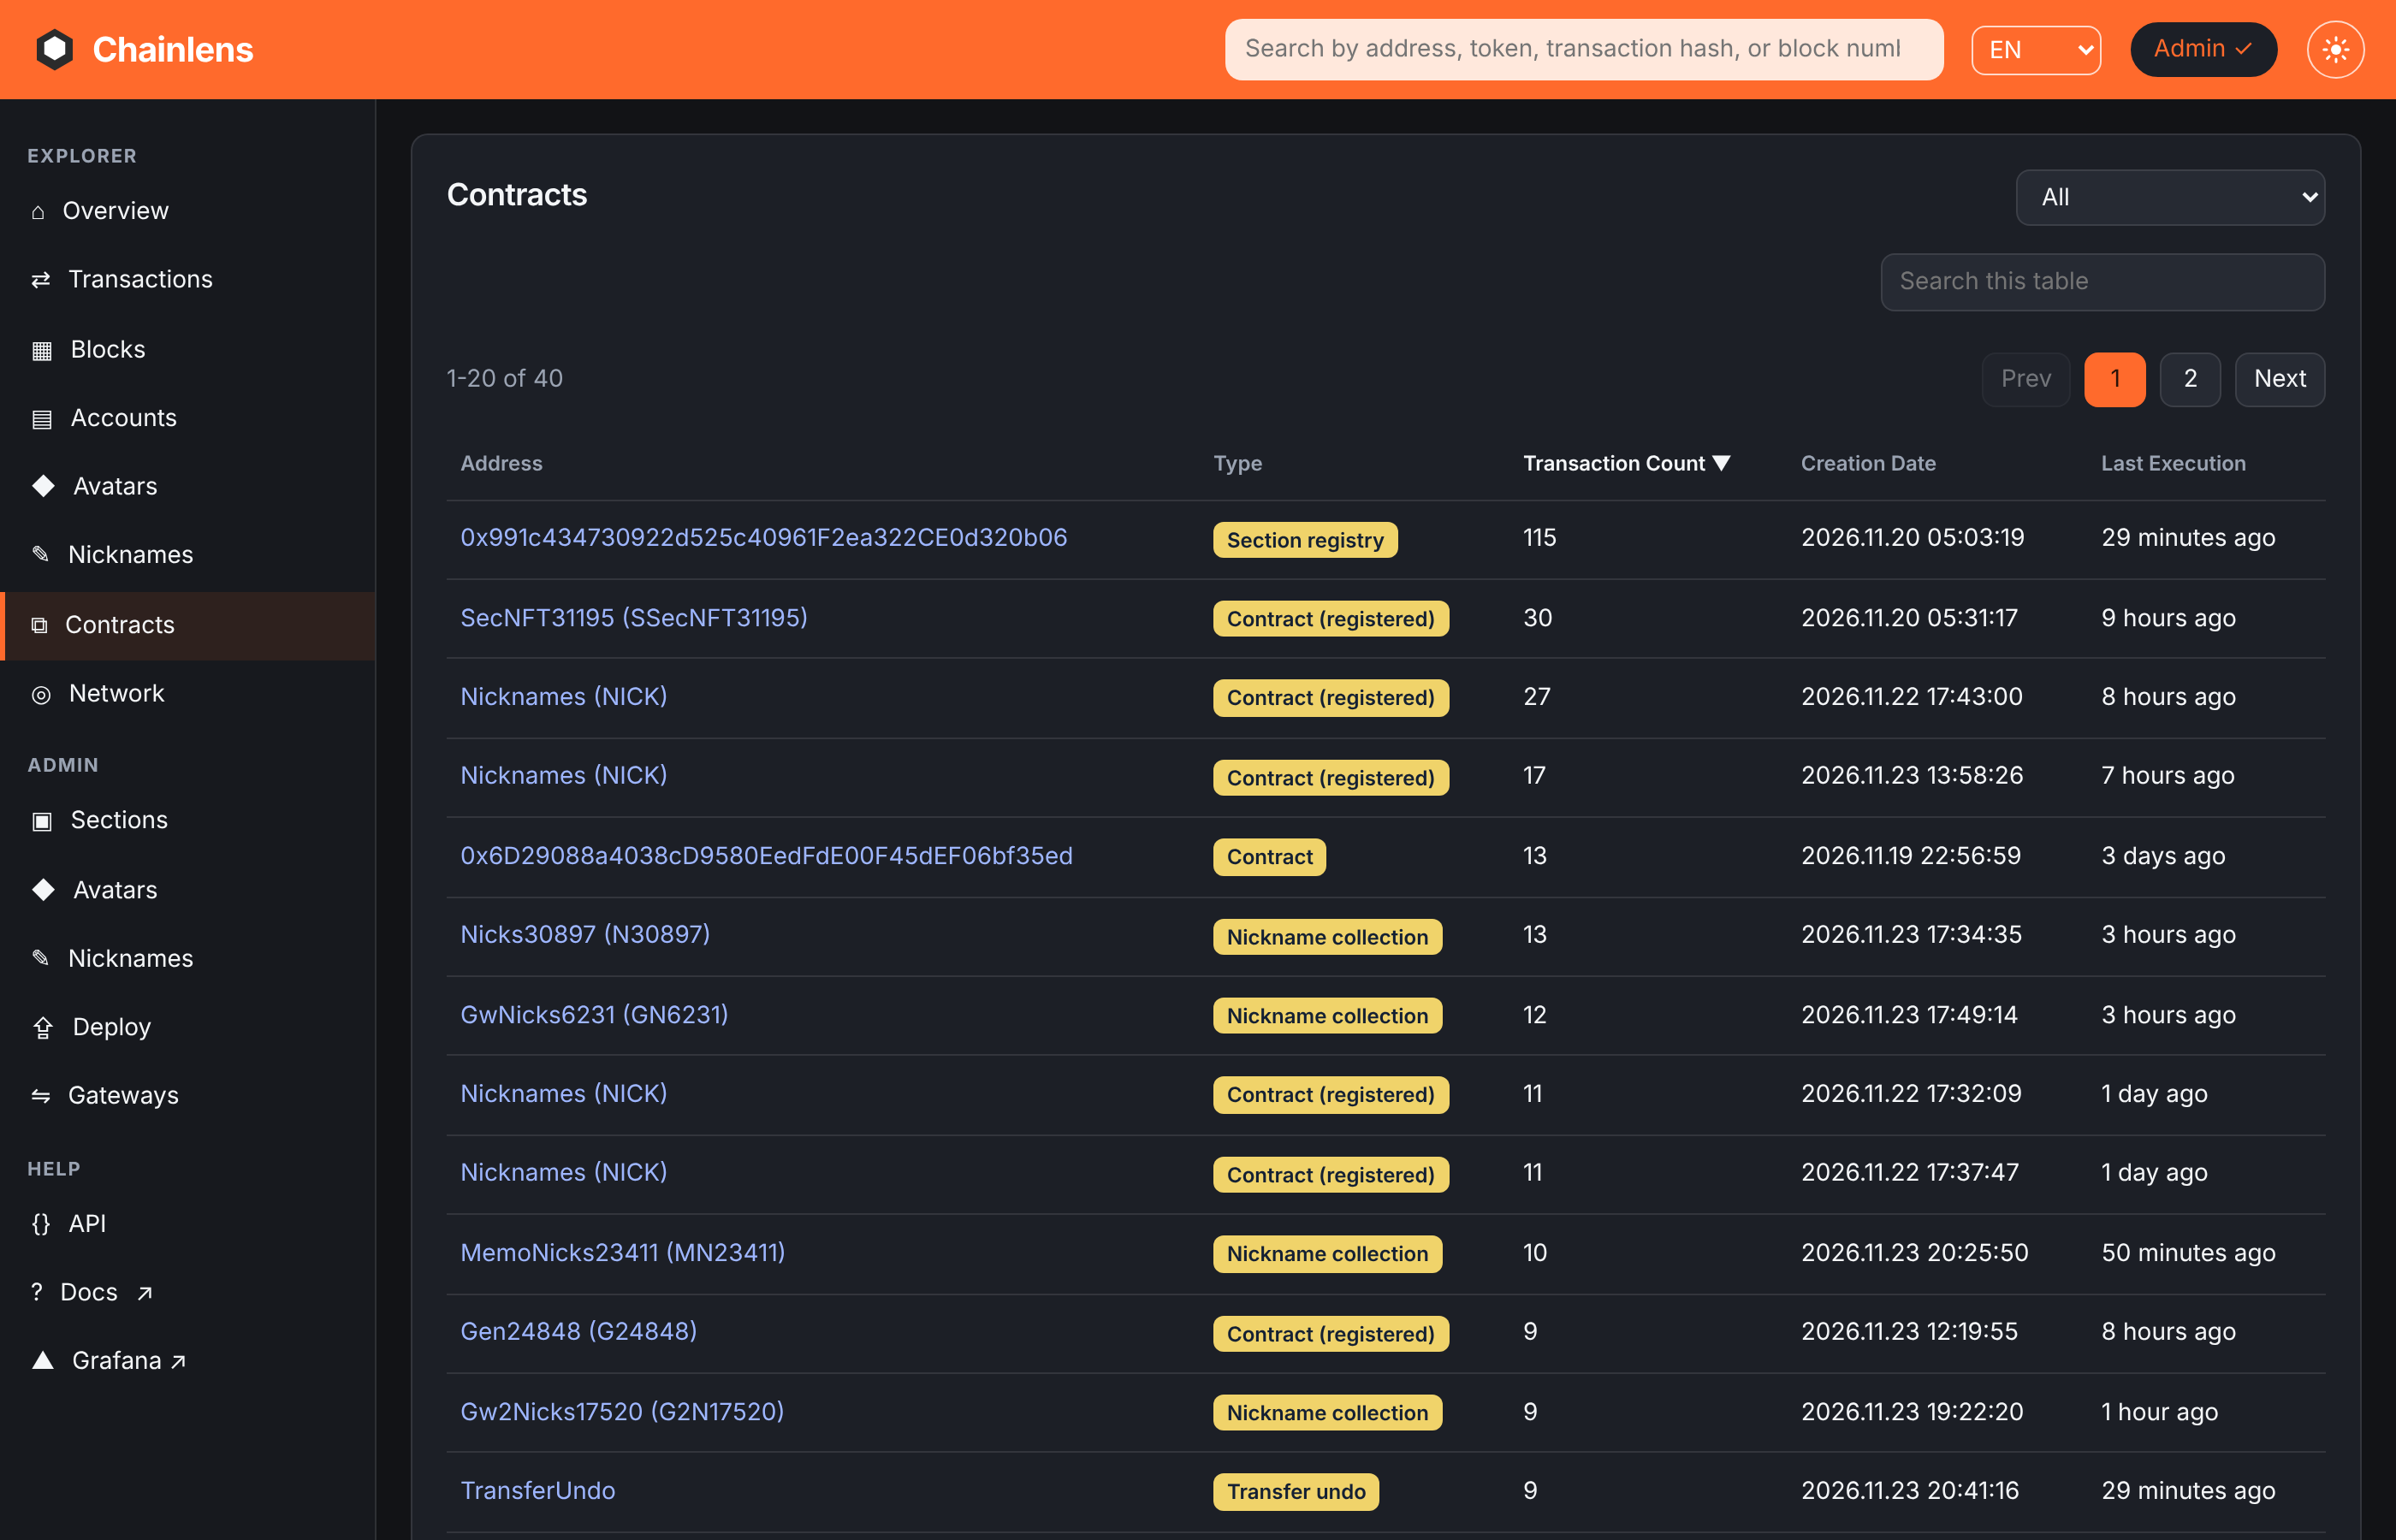 Chainlens
Search by address, token, transaction hash, or block numl
EN
Admin ✓
EXPLORER
Overview
Transactions
Blocks
Accounts
Avatars
Nicknames
Contracts
Network
ADMIN
Sections
Avatars
Nicknames
Deploy
Gateways
HELP
{} API
? Docs ↗
Grafana ↗
Contracts
All
Search this table
1-20 of 40
Prev 1 2 Next
Address Type Transaction Count ▼ Creation Date Last Execution
0x991c434730922d525c40961F2ea322CE0d320b06 Section registry 115 2026.11.20 05:03:19 29 minutes ago
SecNFT31195 (SSecNFT31195) Contract (registered) 30 2026.11.20 05:31:17 9 hours ago
Nicknames (NICK) Contract (registered) 27 2026.11.22 17:43:00 8 hours ago
Nicknames (NICK) Contract (registered) 17 2026.11.23 13:58:26 7 hours ago
0x6D29088a4038cD9580EedFdE00F45dEF06bf35ed Contract 13 2026.11.19 22:56:59 3 days ago
Nicks30897 (N30897) Nickname collection 13 2026.11.23 17:34:35 3 hours ago
GwNicks6231 (GN6231) Nickname collection 12 2026.11.23 17:49:14 3 hours ago
Nicknames (NICK) Contract (registered) 11 2026.11.22 17:32:09 1 day ago
Nicknames (NICK) Contract (registered) 11 2026.11.22 17:37:47 1 day ago
MemoNicks23411 (MN23411) Nickname collection 10 2026.11.23 20:25:50 50 minutes ago
Gen24848 (G24848) Contract (registered) 9 2026.11.23 12:19:55 8 hours ago
Gw2Nicks17520 (G2N17520) Nickname collection 9 2026.11.23 19:22:20 1 hour ago
TransferUndo Transfer undo 9 2026.11.23 20:41:16 29 minutes ago